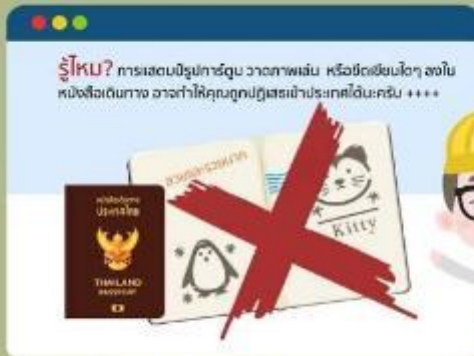 รู้ไหม? การแสตมป์รูปการ์ตูน วาดภาพเล่น หรือขีดเขียนใดๆ ลงใน
หนังสือเดินทาง อาจทำให้คุณถูกปฏิเสธเข้าประเทศได้นะครับ ++++
Kitty
หนังสือเดินทาง
ประเทศไทย
THAILAND
PASSPORT